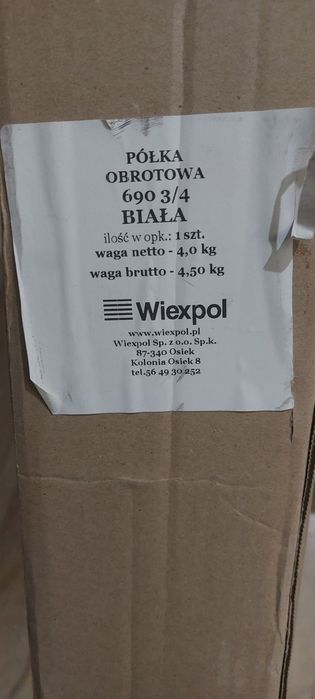 PÓŁKA
OBROTOWA
690 3/4
BIAŁA
ilość w opk.: 1 szt.
waga netto - 4,0 kg
waga brutto - 4,50 kg
Wiexpol
www.wiexpol.pl
Wiexpol Sp. z o.o. Sp.k.
87-340 Osiek
Kolonia Osiek 8
tel.56 49 30 252